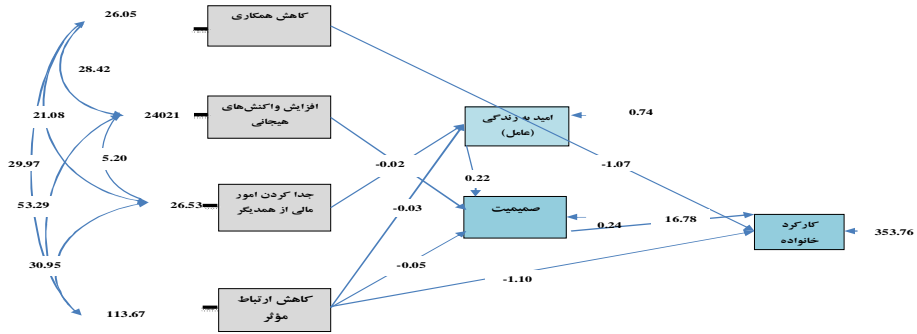 26.05
کاهش همکاری
28.42
21.08
24021
افزایش واکنش‌های
هیجانی
امید به زندگی
(عامل)
0.74
5.20
29.97
-0.02
-1.07
0.22
53.29
26.53
جدا کردن امور
مالی از همدیگر
-0.03
صمیمیت
0.24
16.78
کارکرد
خانواده
353.76
30.95
-0.05
-1.10
113.67
کاهش ارتباط
مؤثر